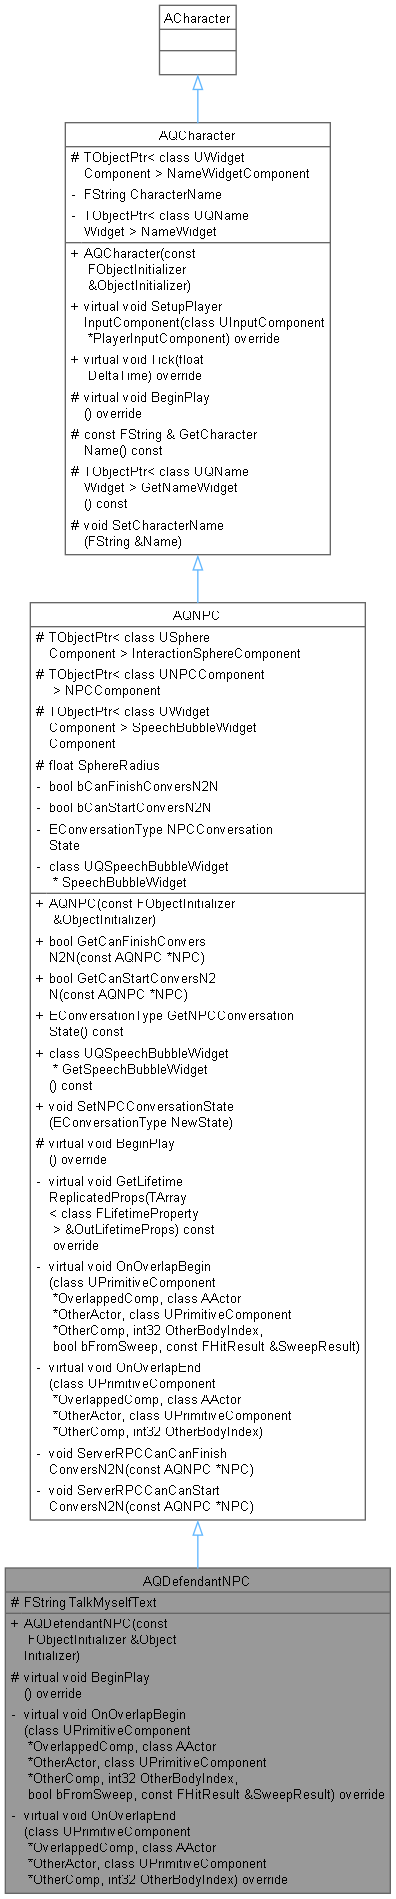 ACharacter
AQCharacter
# TObjectPtr< class UWidget
Component > NameWidgetComponent
- FString CharacterName
- TObjectPtr< class UQName
Widget > NameWidget
+ AQCharacter(const
FObjectInitializer
&ObjectInitializer)
+ virtual void SetupPlayer
InputComponent(class UInputComponent
*PlayerInputComponent) override
+ virtual void Tick(float
DeltaTime) override
# virtual void BeginPlay
() override
# const FString & GetCharacter
Name() const
# TObjectPtr< class UQName
Widget > GetNameWidget
() const
# void SetCharacterName
(FString &Name)
AQNPC
# TObjectPtr< class USphere
Component > InteractionSphereComponent
# TObjectPtr< class UNPCComponent
> NPCComponent
# TObjectPtr< class UWidget
Component > SpeechBubbleWidget
Component
# float SphereRadius
- bool bCanFinishConversN2N
- bool bCanStartConversN2N
- EConversationType NPCConversation
State
- class UQSpeechBubbleWidget
* SpeechBubbleWidget
+ AQNPC(const FObjectInitializer
&ObjectInitializer)
+ bool GetCanFinishConvers
N2N(const AQNPC *NPC)
+ bool GetCanStartConversN2
N(const AQNPC *NPC)
+ EConversationType GetNPCConversation
State() const
+ class UQSpeechBubbleWidget
* GetSpeechBubbleWidget
() const
+ void SetNPCConversationState
(EConversationType NewState)
# virtual void BeginPlay
() override
- virtual void GetLifetime
ReplicatedProps(TArray
< class FLifetimeProperty
> &OutLifetimeProps) const
override
- virtual void OnOverlapBegin
(class UPrimitiveComponent
*OverlappedComp, class AActor
*OtherActor, class UPrimitiveComponent
*OtherComp, int32 OtherBodyIndex,
bool bFromSweep, const FHitResult &SweepResult)
- virtual void OnOverlapEnd
(class UPrimitiveComponent
*OverlappedComp, class AActor
*OtherActor, class UPrimitiveComponent
*OtherComp, int32 OtherBodyIndex)
- void ServerRPCCanCanFinish
ConversN2N(const AQNPC *NPC)
- void ServerRPCCanCanStart
ConversN2N(const AQNPC *NPC)
AQDefendantNPC
# FString TalkMyselfText
+ AQDefendantNPC(const
FObjectInitializer &Object
Initializer)
# virtual void BeginPlay
() override
- virtual void OnOverlapBegin
(class UPrimitiveComponent
*OverlappedComp, class AActor
*OtherActor, class UPrimitiveComponent
*OtherComp, int32 OtherBodyIndex,
bool bFromSweep, const FHitResult &SweepResult) override
- virtual void OnOverlapEnd
(class UPrimitiveComponent
*OverlappedComp, class AActor
*OtherActor, class UPrimitiveComponent
*OtherComp, int32 OtherBodyIndex) override